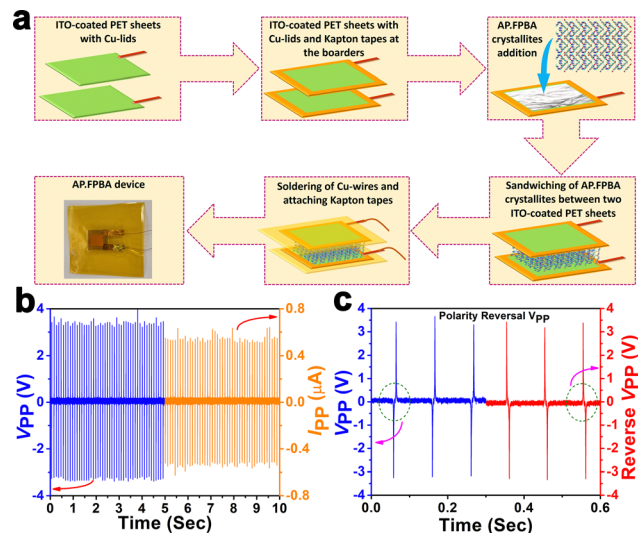 a
ITO-coated PET sheets
with Cu-lids
ITO-coated PET sheets with
Cu-lids and Kapton tapes at
the boarders
AP.FPBA
crystallites
addition
AP.FPBA device
Soldering of Cu-wires and
attaching Kapton tapes
Sandwiching of AP.FPBA
crystallites between two
ITO-coated PET sheets
b
4
2
0
-2
-4
VPP (V)
0 1 2 3 4 5 6 7 8 9 10
Time (Sec)
0.8
0.4
0.0
-0.4
-0.8
IPP (µA)
c
Polarity Reversal VPP
4
3
2
1
0
1
2
3
4
VPP (V)
0.0 0.2 0.4 0.6
Time (Sec)
4
3
2
1
0
-1
-2
-3
-4
Reverse VPP (V)